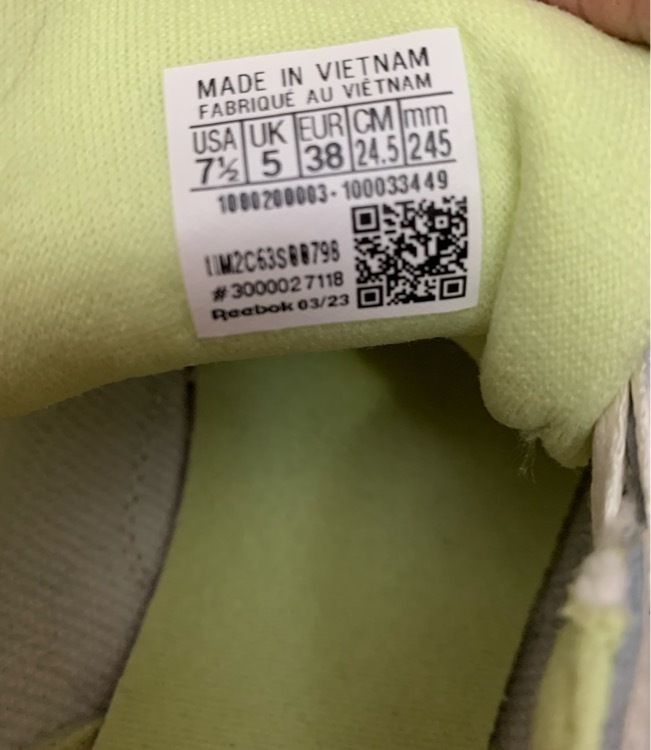 MADE IN VIETNAM
FABRIQUÉ AU VIÊTNAM
USA UK EUR CM mm
7½ 5 38 24.5 245
1000200003-100033449
#3000027118
Reebok 03/23